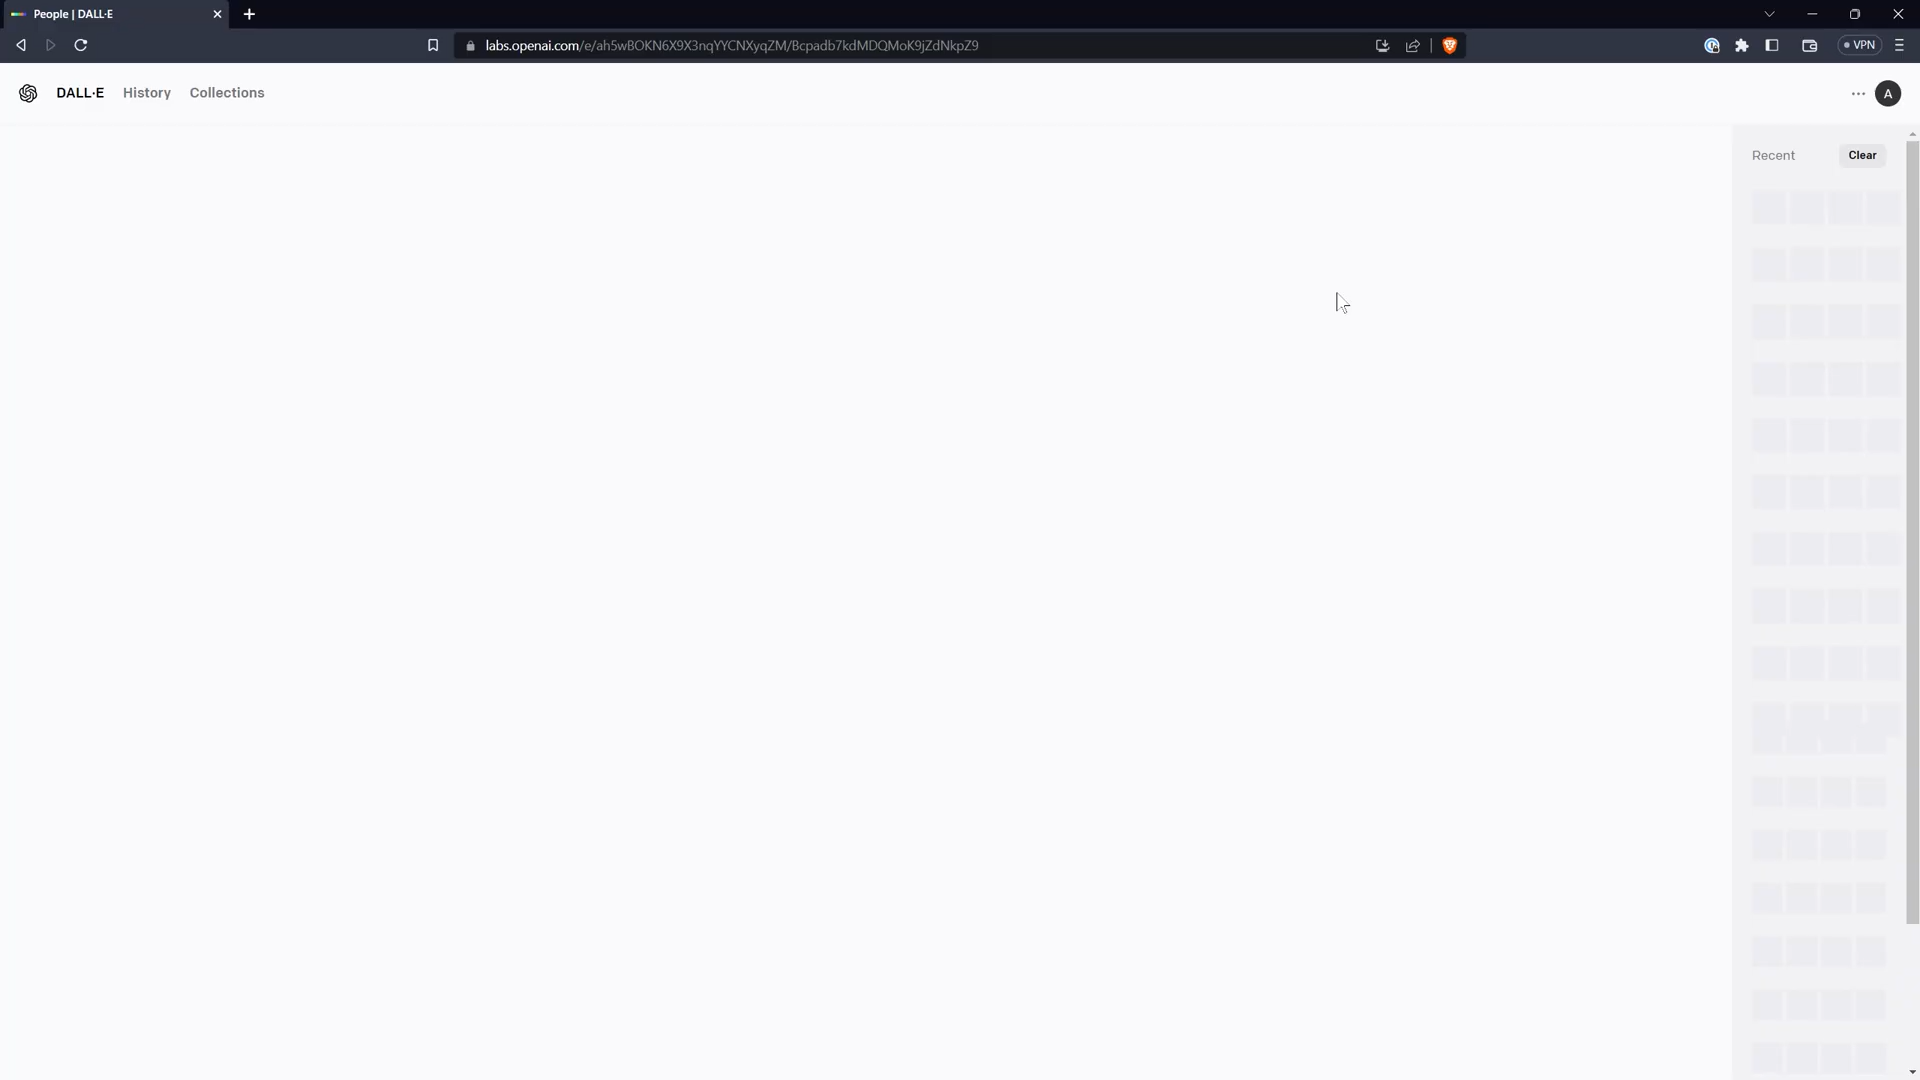 People | DALL·E
labs.openai.com/e/ah5wBOKN6X9X3nqYYCNXyqZM/Bcpadb7kdMDQMoK9jZdNkpZ9
VPN
DALL·E History Collections
A
Recent Clear